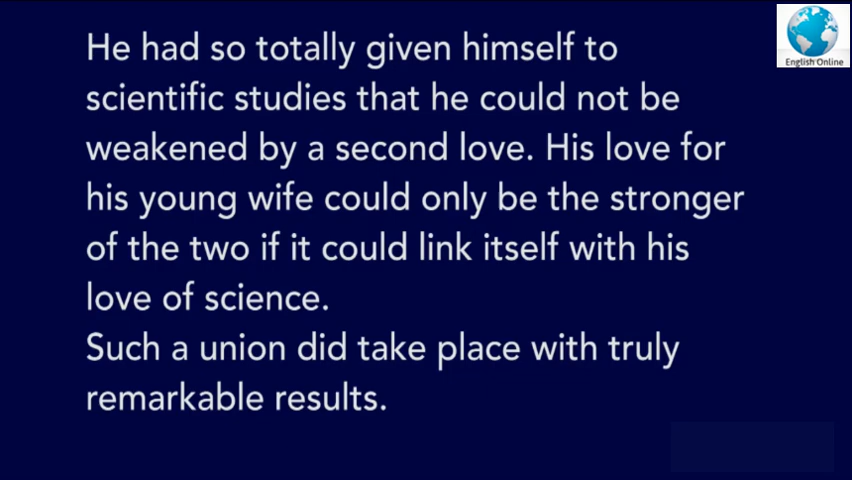 English Online
He had so totally given himself to
scientific studies that he could not be
weakened by a second love. His love for
his young wife could only be the stronger
of the two if it could link itself with his
love of science.
Such a union did take place with truly
remarkable results.